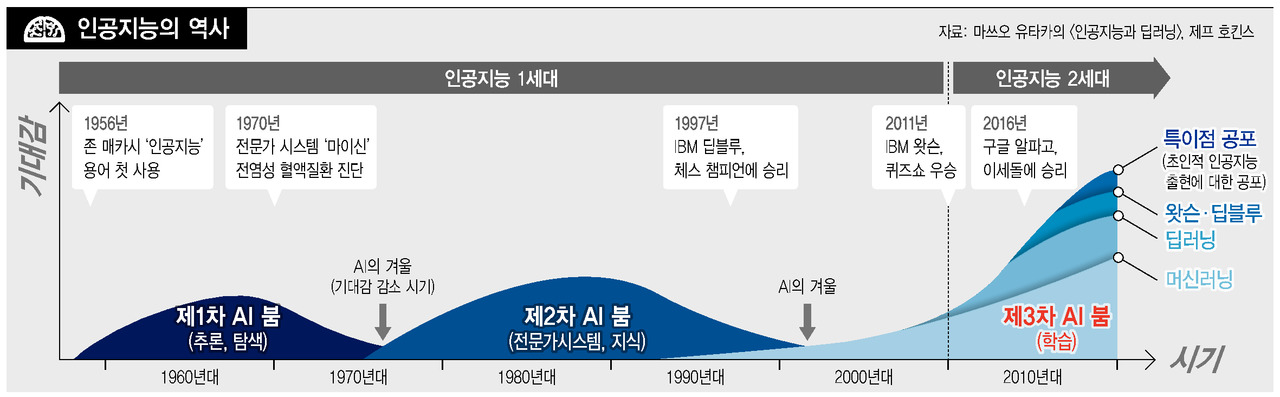 인공지능의 역사
자료: 마쓰오 유타카의 〈인공지능과 딥러닝〉, 제프 호킨스
인공지능 1세대
인공지능 2세대
기대감
1956년
존 매카시 ‘인공지능’
용어 첫 사용
1970년
전문가 시스템 ‘마이신’
전염성 혈액질환 진단
1997년
IBM 딥블루,
체스 챔피언에 승리
2011년
IBM 왓슨,
퀴즈쇼 우승
2016년
구글 알파고,
이세돌에 승리
특이점 공포
(초인적 인공지능
출현에 대한 공포)
왓슨·딥블루
딥러닝
머신러닝
AI의 겨울
(기대감 감소 시기)
AI의 겨울
제1차 AI 붐
(추론, 탐색)
제2차 AI 붐
(전문가시스템, 지식)
제3차 AI 붐
(학습)
1960년대
1970년대
1980년대
1990년대
2000년대
2010년대
시기